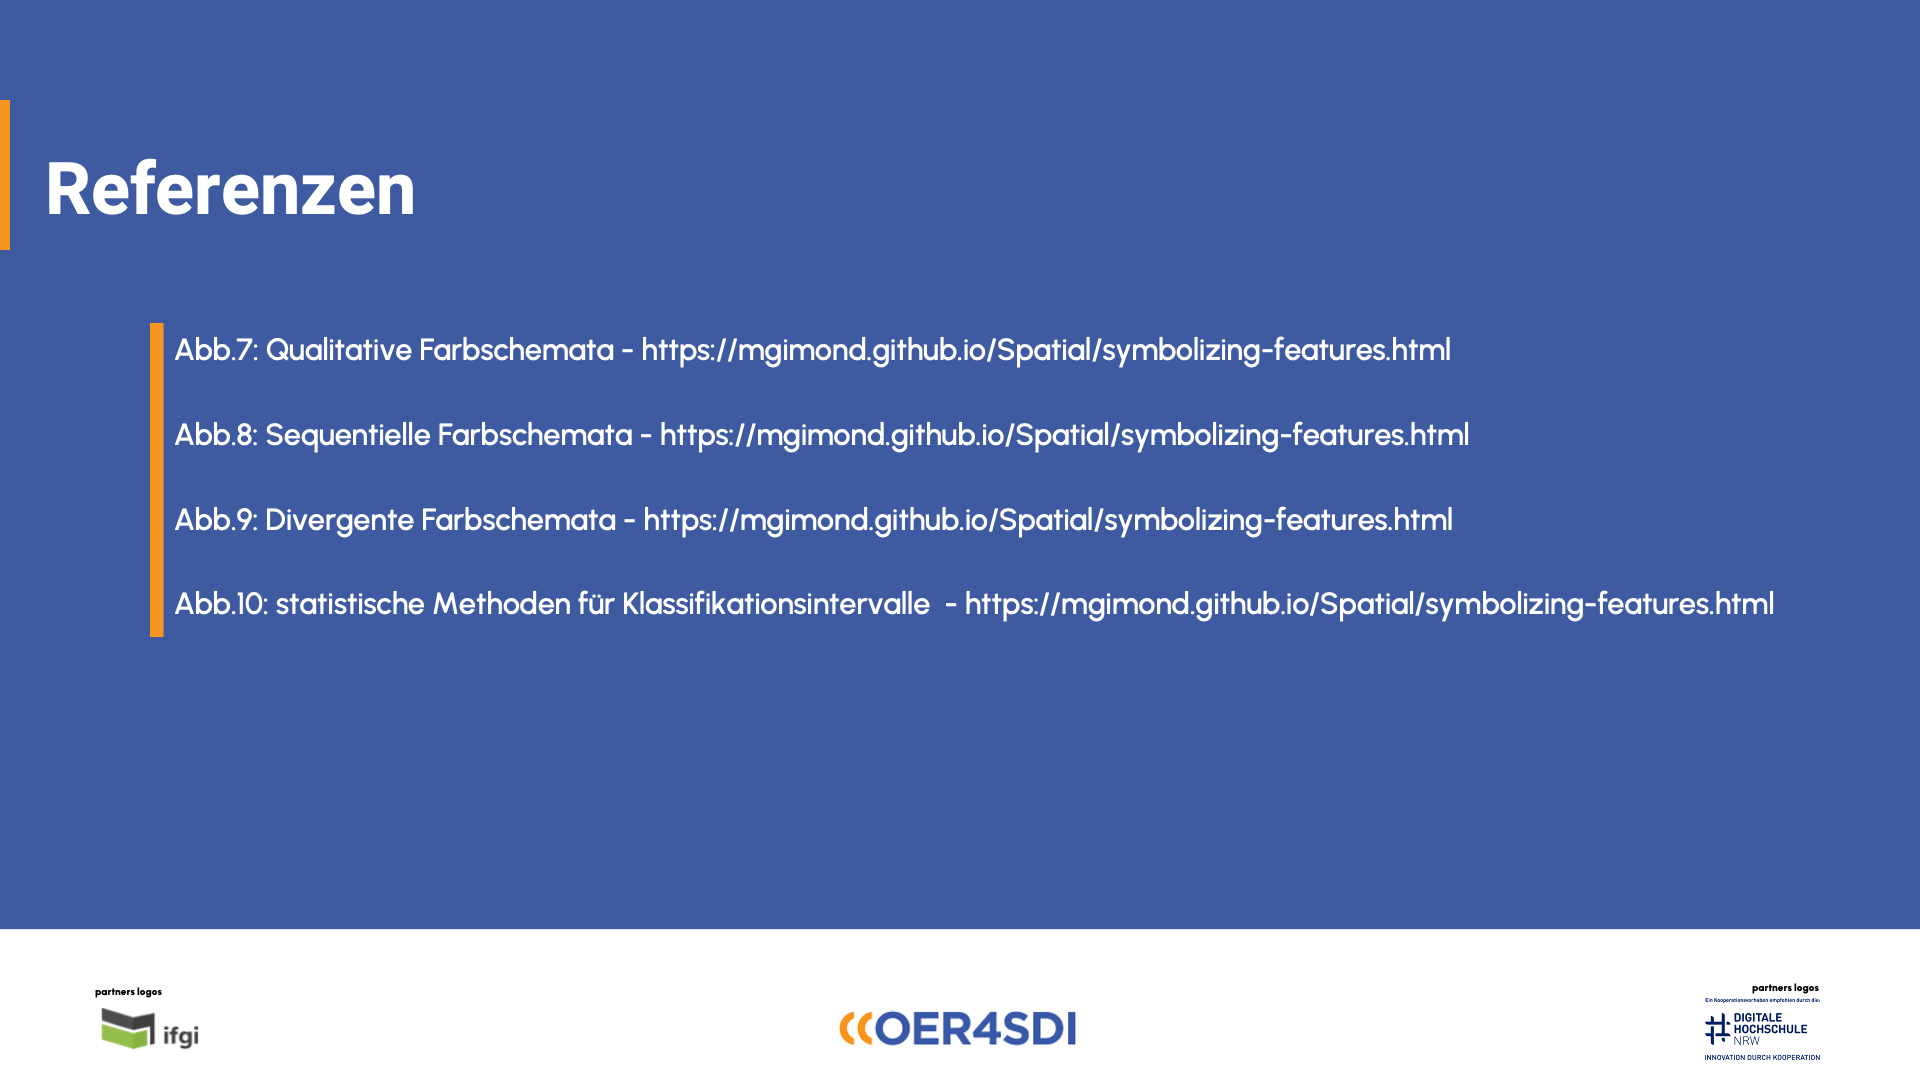 Referenzen
Abb.7: Qualitative Farbschemata - https://mgimond.github.io/Spatial/symbolizing-features.html
Abb.8: Sequentielle Farbschemata - https://mgimond.github.io/Spatial/symbolizing-features.html
Abb.9: Divergente Farbschemata - https://mgimond.github.io/Spatial/symbolizing-features.html
Abb.10: statistische Methoden für Klassifikationsintervalle - https://mgimond.github.io/Spatial/symbolizing-features.html
partners logos
ifgi
OER4SDI
partners logos
Ein Kooperationsvorhaben empfohlen durch die:
DIGITALE
HOCHSCHULE
NRW
INNOVATION DURCH KOOPERATION